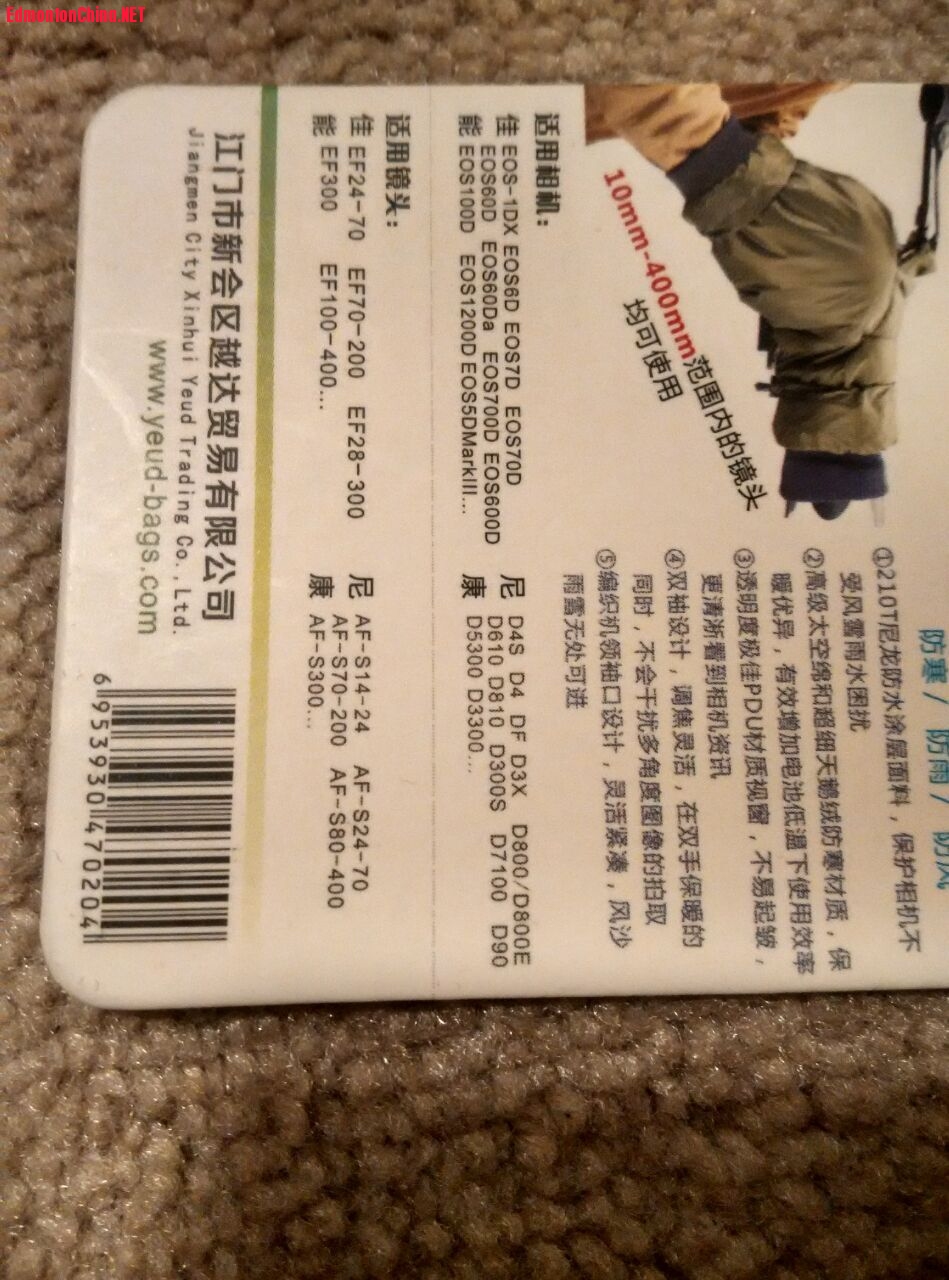 EdmontonChina.NET
防寒 / 防雨 / 防风
①210T尼龙防水涂层面料，保护相机不
受风雪雨水困扰
②高级太空绵和超细天鹅绒防寒材质，保
暖优异，有效增加电池低温下使用效率
③透明度极佳PDU材质视窗，不易起皱，
更清淅看到相机资讯
④双袖设计，调焦灵活，在双手保暖的
同时，不会干扰多角度图像的拍取
⑤编织机领袖口设计，灵活紧凑，风沙
雨露无处可进
10mm-400mm范围内的镜头
均可使用
适用相机：
佳能
EOS-1DX EOS6D EOS7D EOS70D
EOS60D EOS60Da EOS700D EOS600D
EOS100D EOS1200D EOS5DMarkIII...
尼康
D4S D4 DF D3X D800/D800E
D610 D810 D300S D7100 D90
D5300 D3300...
适用镜头：
佳能
EF24-70 EF70-200 EF28-300
EF300 EF100-400...
尼康
AF-S14-24 AF-S24-70
AF-S70-200 AF-S80-400
AF-S300...
江门市新会区越达贸易有限公司
Jiangmen City Xinhui Yeud Trading Co.,Ltd.
www.yeud-bags.com
6953930470204